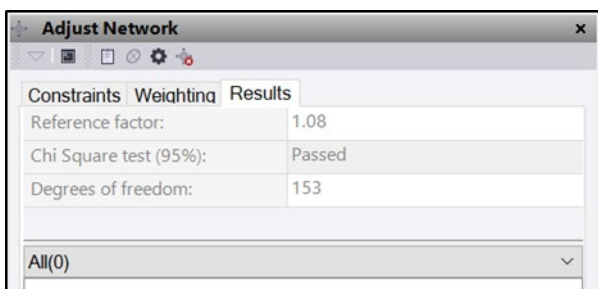 Adjust Network
Constraints Weighting Results
Reference factor: 1.08
Chi Square test (95%): Passed
Degrees of freedom: 153
All(0)